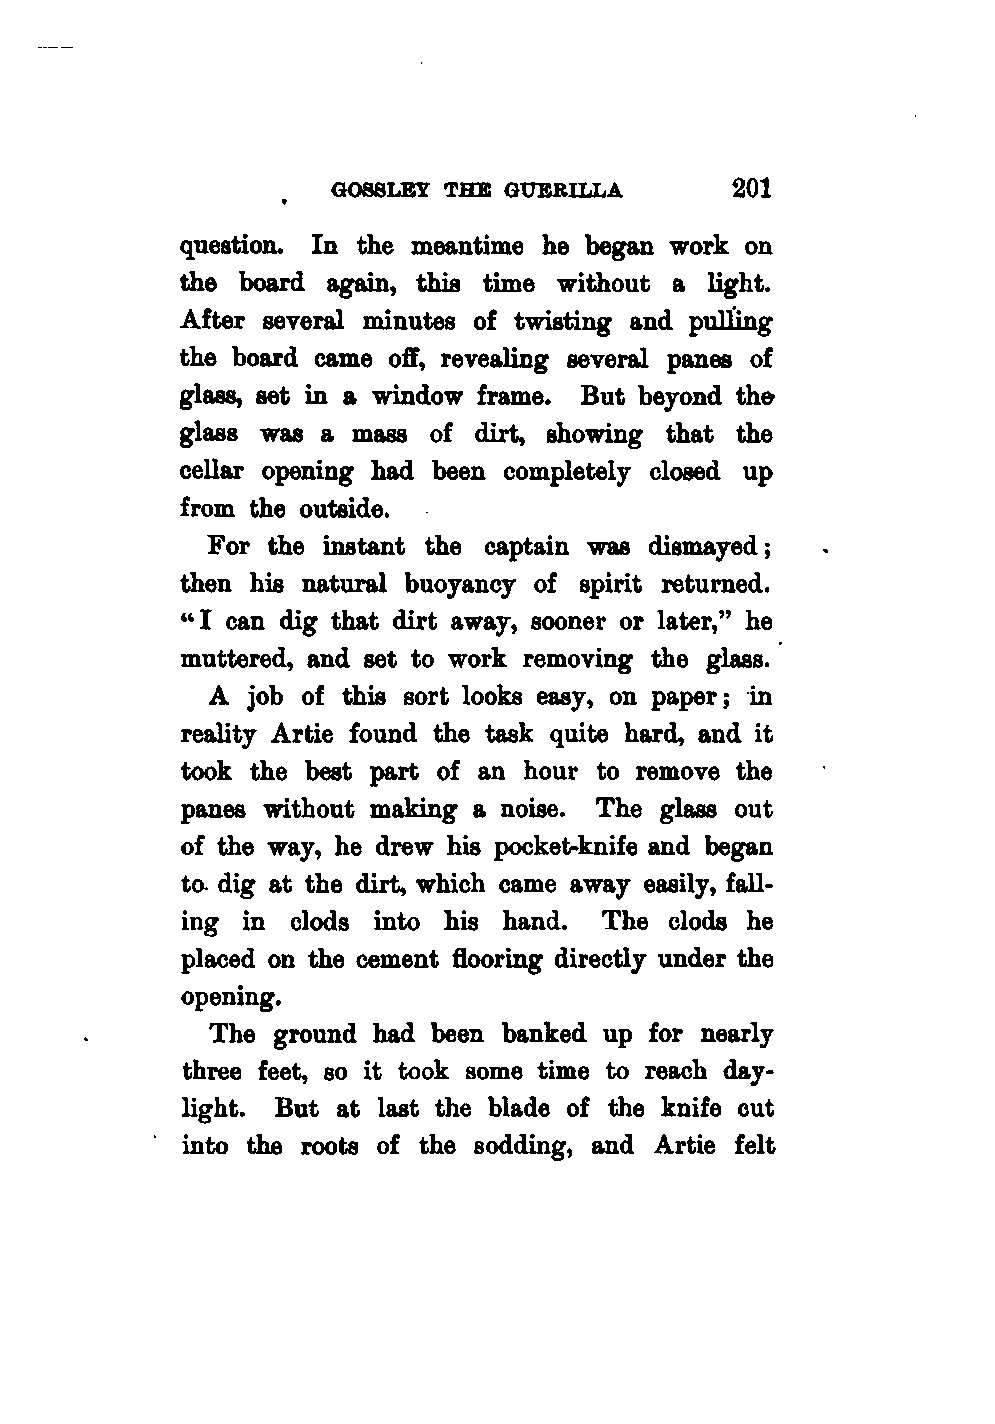 GOSSLEY THE GUERILLA 201
question. In the meantime he began work on
the board again, this time without a light.
After several minutes of twisting and pulling
the board came off, revealing several panes of
glass, set in a window frame. But beyond the
glass was a mass of dirt, showing that the
cellar opening had been completely closed up
from the outside.
For the instant the captain was dismayed;
then his natural buoyancy of spirit returned.
“I can dig that dirt away, sooner or later,” he
muttered, and set to work removing the glass.
A job of this sort looks easy, on paper; in
reality Artie found the task quite hard, and it
took the best part of an hour to remove the
panes without making a noise. The glass out
of the way, he drew his pocket-knife and began
to dig at the dirt, which came away easily, fall-
ing in clods into his hand. The clods he
placed on the cement flooring directly under the
opening.
The ground had been banked up for nearly
three feet, so it took some time to reach day-
light. But at last the blade of the knife cut
into the roots of the sodding, and Artie felt